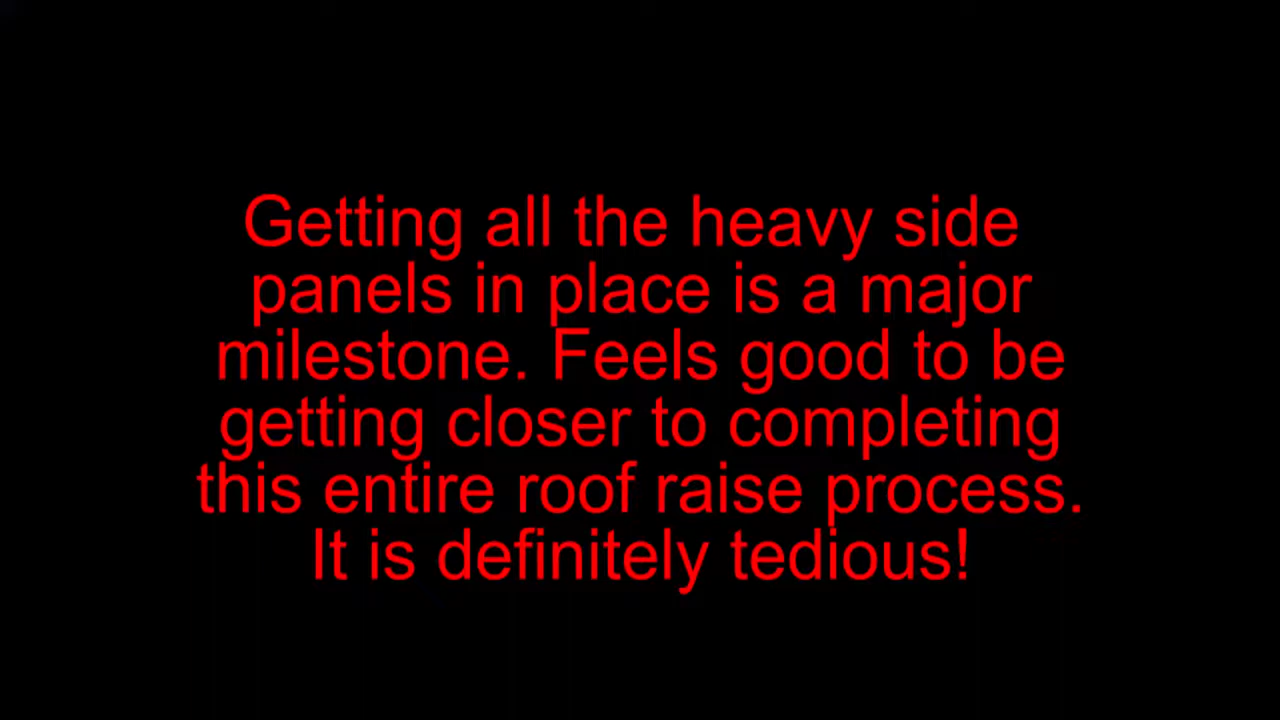 Getting all the heavy side
panels in place is a major
milestone. Feels good to be
getting closer to completing
this entire roof raise process.
It is definitely tedious!